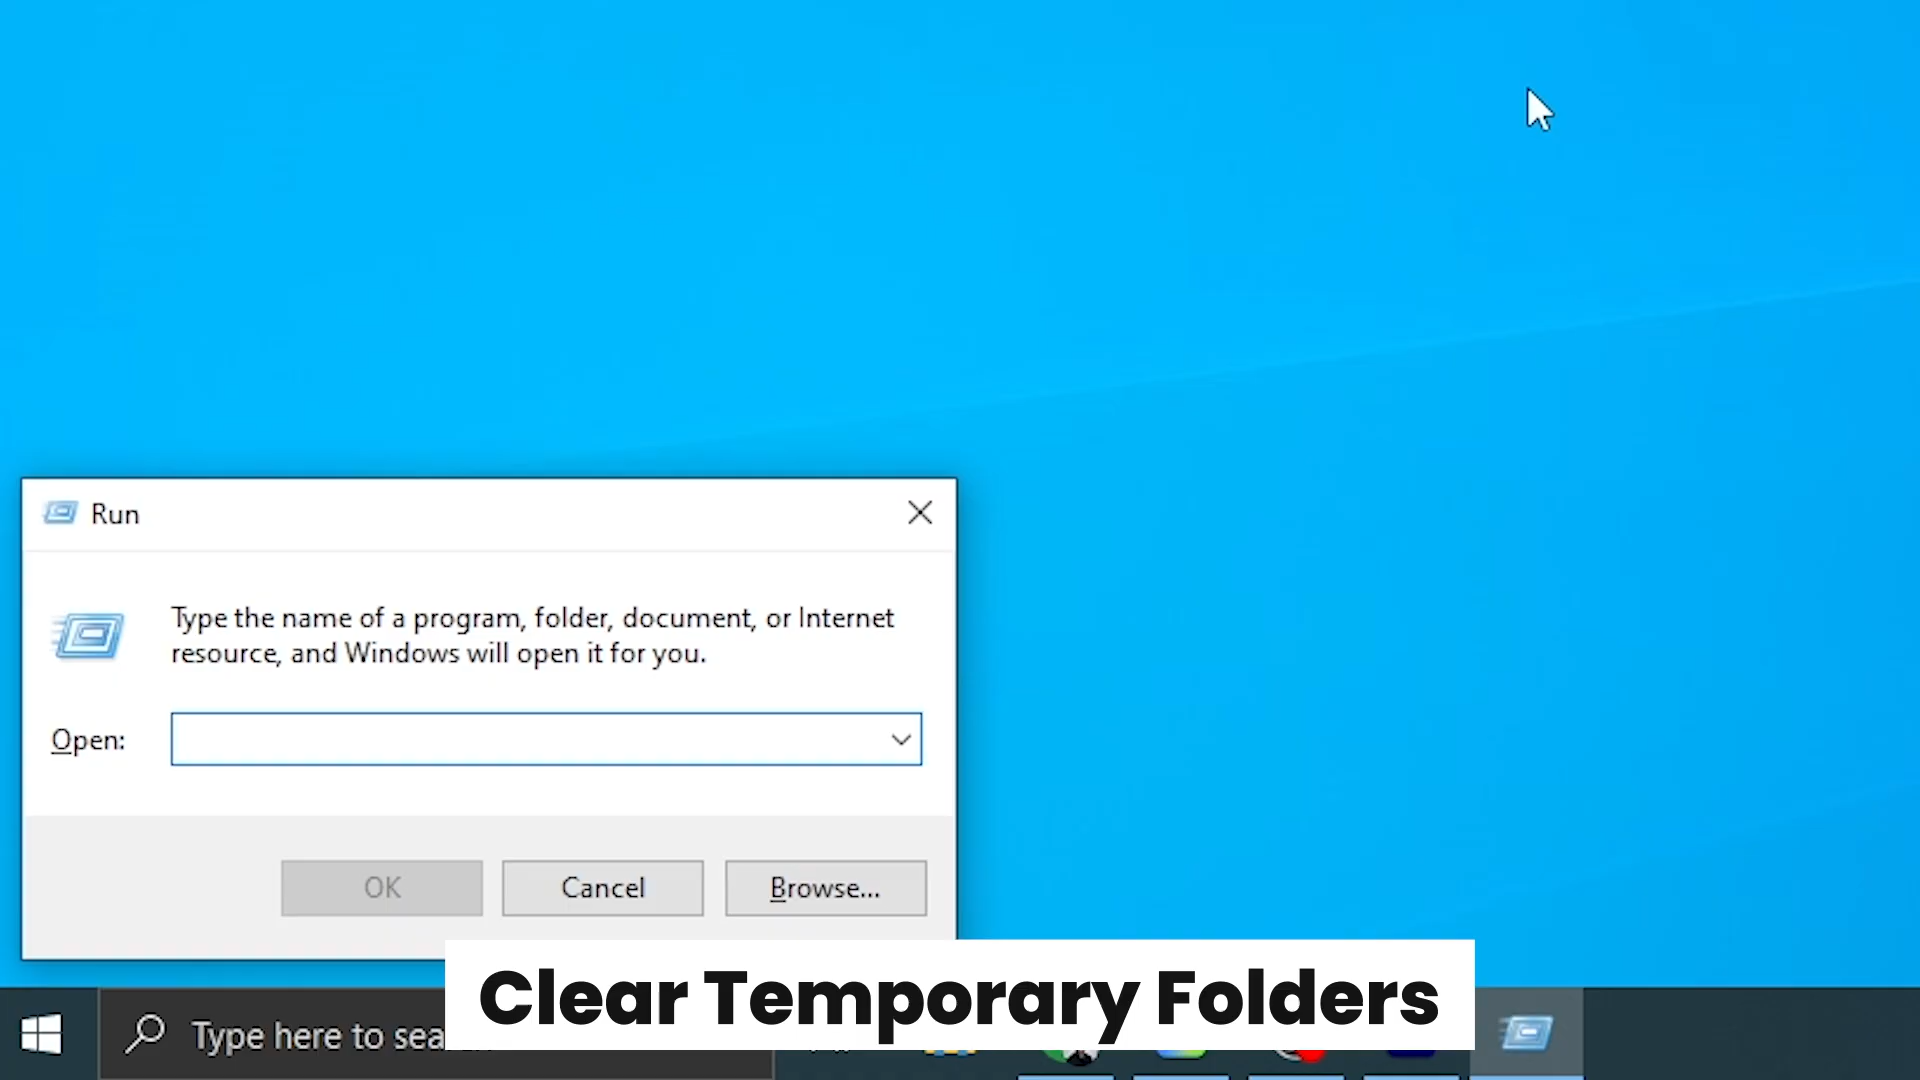 Run
Type the name of a program, folder, document, or Internet
resource, and Windows will open it for you.
Open:
OK
Cancel
Browse...
Clear Temporary Folders
Type here to sea